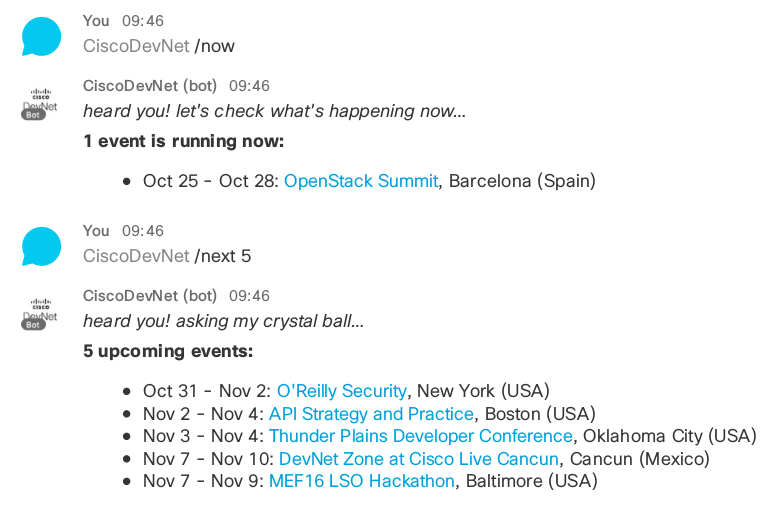 You 09:46
CiscoDevNet /now
CISCO
DevNet
Bot
CiscoDevNet (bot) 09:46
heard you! let's check what's happening now...
1 event is running now:
• Oct 25 - Oct 28: OpenStack Summit, Barcelona (Spain)
You 09:46
CiscoDevNet /next 5
CISCO
DevNet
Bot
CiscoDevNet (bot) 09:46
heard you! asking my crystal ball...
5 upcoming events:
• Oct 31 - Nov 2: O'Reilly Security, New York (USA)
• Nov 2 - Nov 4: API Strategy and Practice, Boston (USA)
• Nov 3 - Nov 4: Thunder Plains Developer Conference, Oklahoma City (USA)
• Nov 7 - Nov 10: DevNet Zone at Cisco Live Cancun, Cancun (Mexico)
• Nov 7 - Nov 9: MEF16 LSO Hackathon, Baltimore (USA)